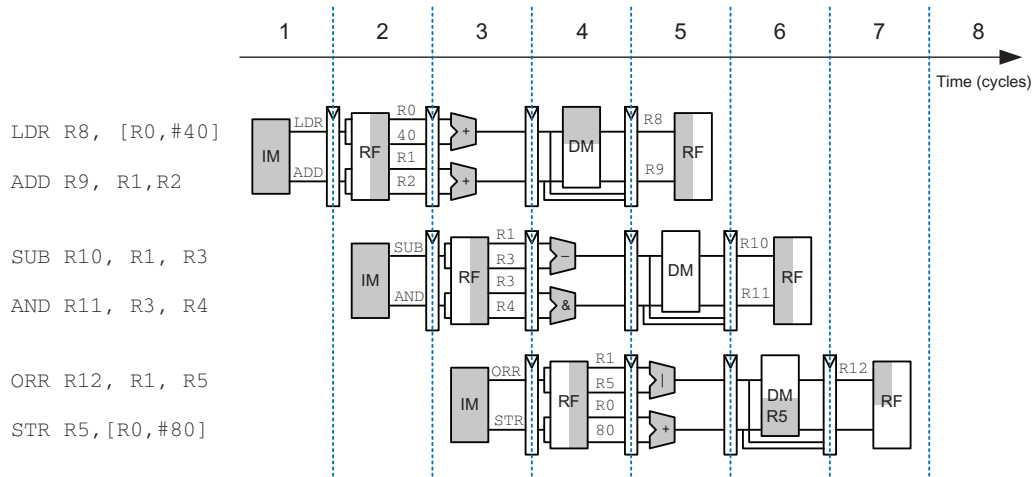 1 2 3 4 5 6 7 8
Time (cycles)
LDR R8, [R0,#40]
ADD R9, R1,R2
IM LDR ADD RF R0 40 R1 R2 + + DM R8 R9 RF
SUB R10, R1, R3
AND R11, R3, R4
IM SUB AND RF R1 R3 R3 R4 - & DM R10 R11 RF
ORR R12, R1, R5
STR R5,[R0,#80]
IM ORR STR RF R1 R5 R0 80 | + DM R5 R12 RF